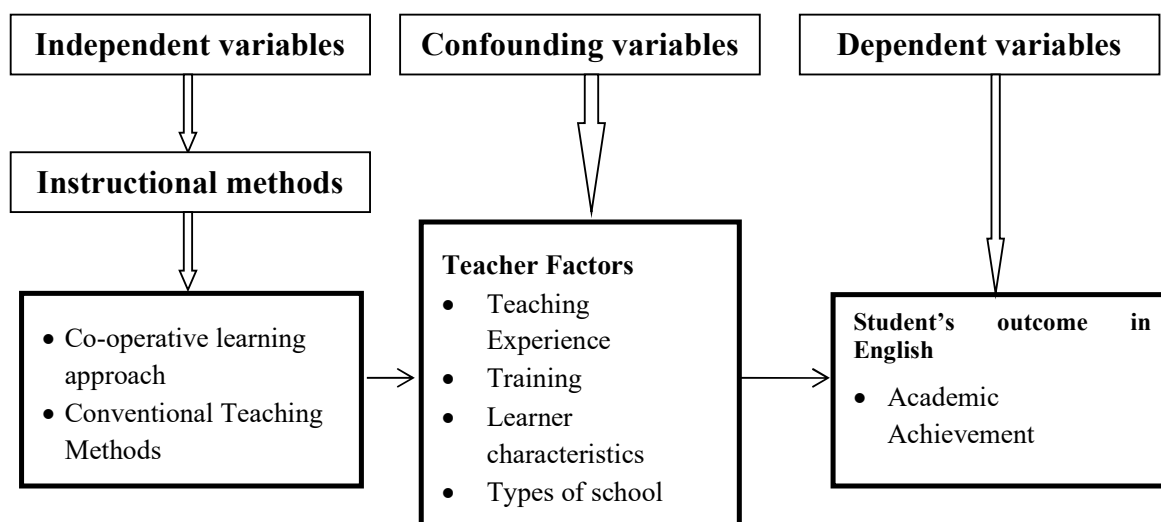 Independent variables
Confounding variables
Dependent variables
Instructional methods
• Co-operative learning
approach
• Conventional Teaching
Methods
Teacher Factors
• Teaching
Experience
• Training
• Learner
characteristics
• Types of school
Student’s outcome in
English
• Academic
Achievement